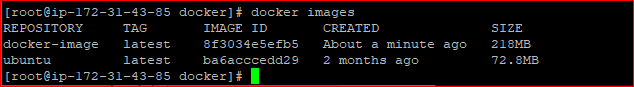 [root@ip-172-31-43-85 docker]# docker images
REPOSITORY TAG IMAGE ID CREATED SIZE
docker-image latest 8f3034e5efb5 About a minute ago 218MB
ubuntu latest ba6acccedd29 2 months ago 72.8MB
[root@ip-172-31-43-85 docker]#